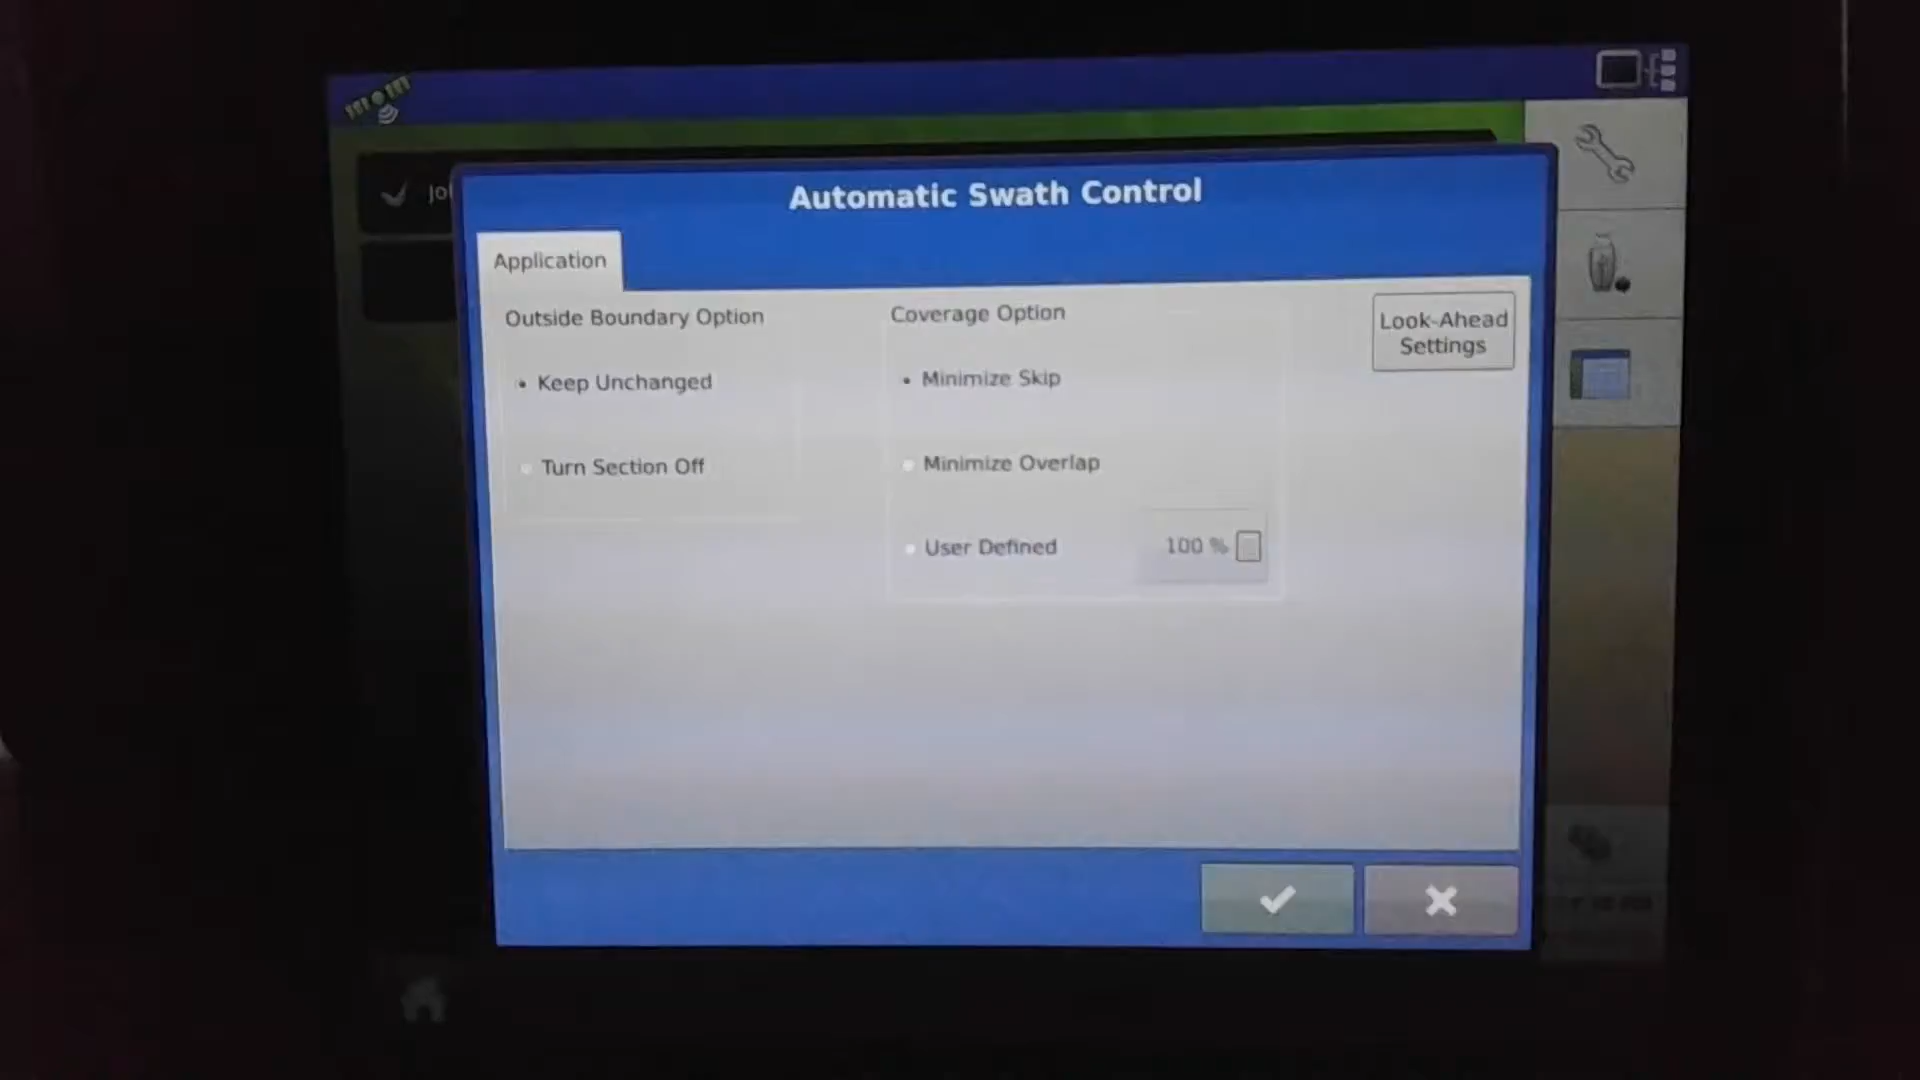 Automatic Swath Control
Application
Outside Boundary Option
Keep Unchanged
Turn Section Off
Coverage Option
Minimize Skip
Minimize Overlap
User Defined
100 %
Look-Ahead
Settings